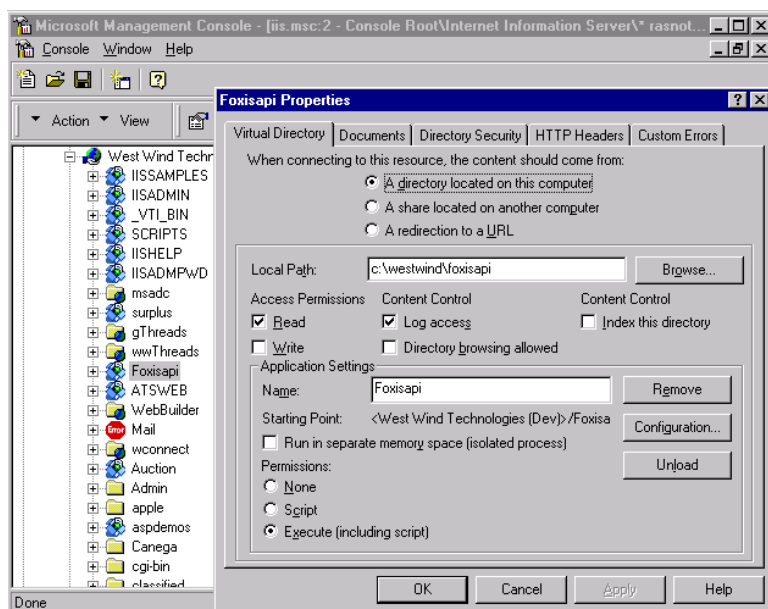 Microsoft Management Console - [iis.msc:2 - Console Root\Internet Information Server\* rasnot...
Console Window Help
Action View
West Wind Techn
IISSAMPLES
IISADMIN
_VTI_BIN
SCRIPTS
IISHELP
IISADMPWD
msadc
surplus
gThreads
wwThreads
Foxisapi
ATSWEB
WebBuilder
Error Mail
wconnect
Auction
Admin
apple
aspdemos
Canega
cgi-bin
classified
Done
Foxisapi Properties
Virtual Directory Documents Directory Security HTTP Headers Custom Errors
When connecting to this resource, the content should come from:
A directory located on this computer
A share located on another computer
A redirection to a URL
Local Path: c:\westwind\foxisapi Browse...
Access Permissions Content Control Content Control
Read Log access Index this directory
Write Directory browsing allowed
Application Settings
Name: Foxisapi Remove
Starting Point: <West Wind Technologies (Dev)>/Foxisa Configuration...
Run in separate memory space (isolated process)
Permissions: Unload
None
Script
Execute (including script)
OK Cancel Apply Help